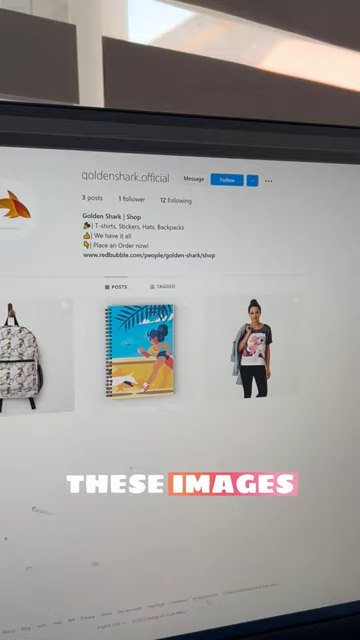 goldenshark.official Message Follow
3 posts 1 follower 12 following
Golden Shark | Shop
| T-shirts, Stickers, Hats, Backpacks
| We have it all
| Place an Order now!
www.redbubble.com/people/golden-shark/shop
POSTS TAGGED
THESE IMAGES